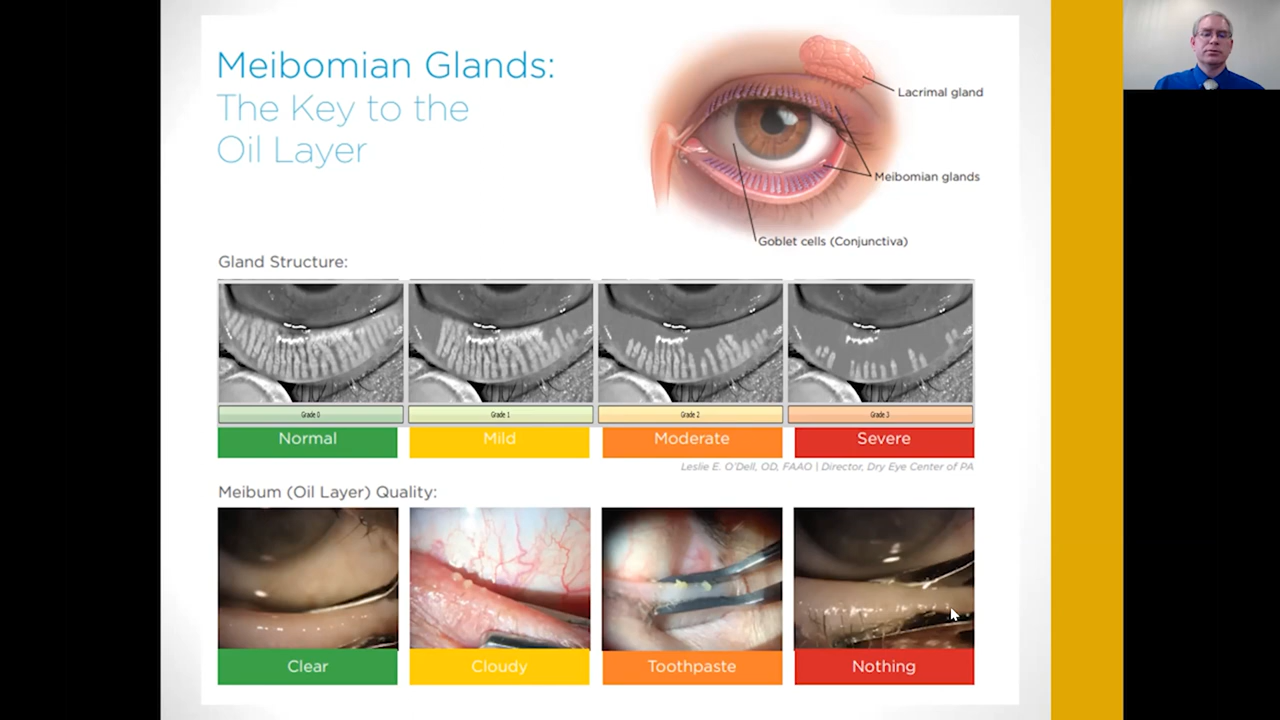 Meibomian Glands:
The Key to the
Oil Layer
Lacrimal gland
Meibomian glands
Goblet cells (Conjunctiva)
Gland Structure:
Grade 0
Grade 1
Grade 2
Grade 3
Normal
Mild
Moderate
Severe
Leslie E. O'Dell, OD, FAAO | Director, Dry Eye Center of PA
Meibum (Oil Layer) Quality:
Clear
Cloudy
Toothpaste
Nothing